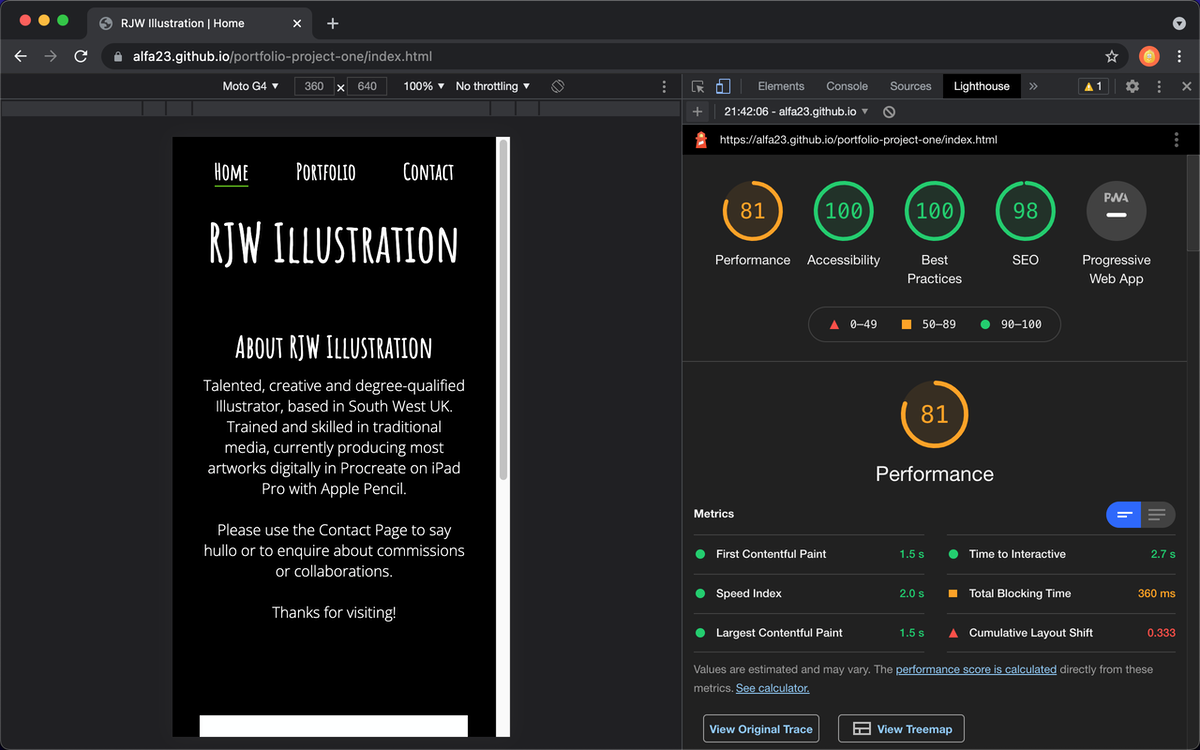 RJW Illustration | Home
alfa23.github.io/portfolio-project-one/index.html
Moto G4 ▼ 360 × 640 100% ▼ No throttling ▼
Elements Console Sources Lighthouse » 1
21:42:06 - alfa23.github.io ▼
https://alfa23.github.io/portfolio-project-one/index.html
Home Portfolio Contact
RJW Illustration
About RJW Illustration
Talented, creative and degree-qualified
Illustrator, based in South West UK.
Trained and skilled in traditional
media, currently producing most
artworks digitally in Procreate on iPad
Pro with Apple Pencil.
Please use the Contact Page to say
hullo or to enquire about commissions
or collaborations.
Thanks for visiting!
81 100 100 98 PWA
Performance Accessibility Best SEO Progressive
Practices Web App
0–49 50–89 90–100
81
Performance
Metrics
First Contentful Paint 1.5 s
Time to Interactive 2.7 s
Speed Index 2.0 s
Total Blocking Time 360 ms
Largest Contentful Paint 1.5 s
Cumulative Layout Shift 0.333
Values are estimated and may vary. The performance score is calculated directly from these
metrics. See calculator.
View Original Trace View Treemap